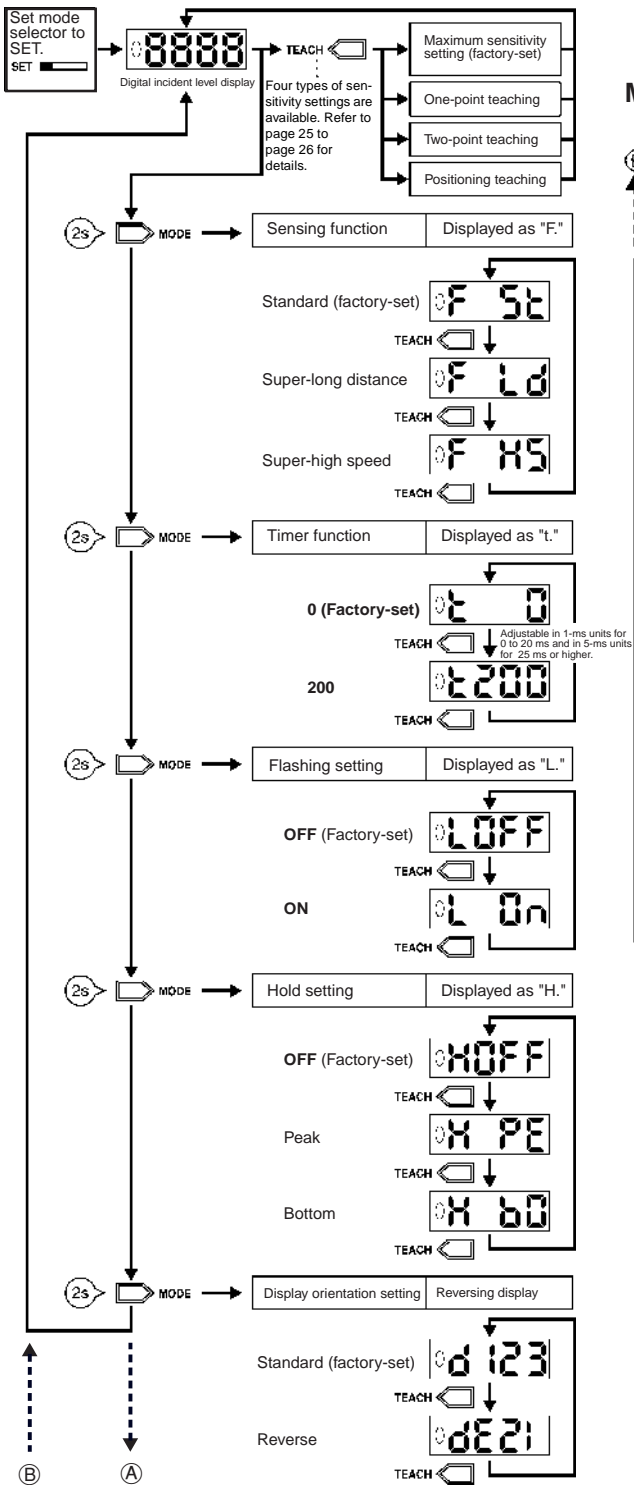 Set mode
selector to
SET.
SET
8888
Digital incident level display
TEACH
Four types of sen-
sitivity settings are
available. Refer to
page 25 to
page 26 for
details.
Maximum sensitivity
setting (factory-set)
One-point teaching
Two-point teaching
Positioning teaching
M
2s MODE
Sensing function Displayed as "F."
Standard (factory-set) F St
TEACH
Super-long distance F Ld
TEACH
Super-high speed F HS
TEACH
2s MODE
Timer function Displayed as "t."
0 (Factory-set) t 0
TEACH
Adjustable in 1-ms units for
0 to 20 ms and in 5-ms units
for 25 ms or higher.
200 t200
TEACH
2s MODE
Flashing setting Displayed as "L."
OFF (Factory-set) LOFF
TEACH
ON L On
TEACH
2s MODE
Hold setting Displayed as "H."
OFF (Factory-set) HOFF
TEACH
Peak H PE
TEACH
Bottom H b0
TEACH
2s MODE
Display orientation setting Reversing display
Standard (factory-set) d 123
TEACH
Reverse dE21
TEACH
B A